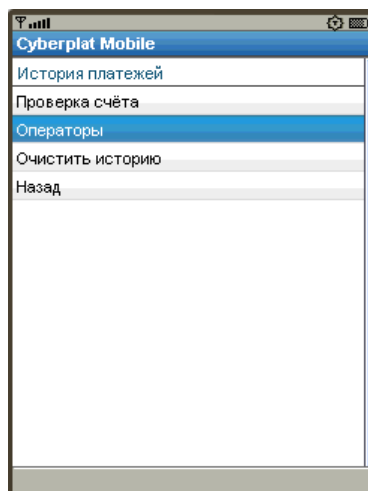 Cyberplat Mobile
История платежей
Проверка счёта
Операторы
Очистить историю
Назад